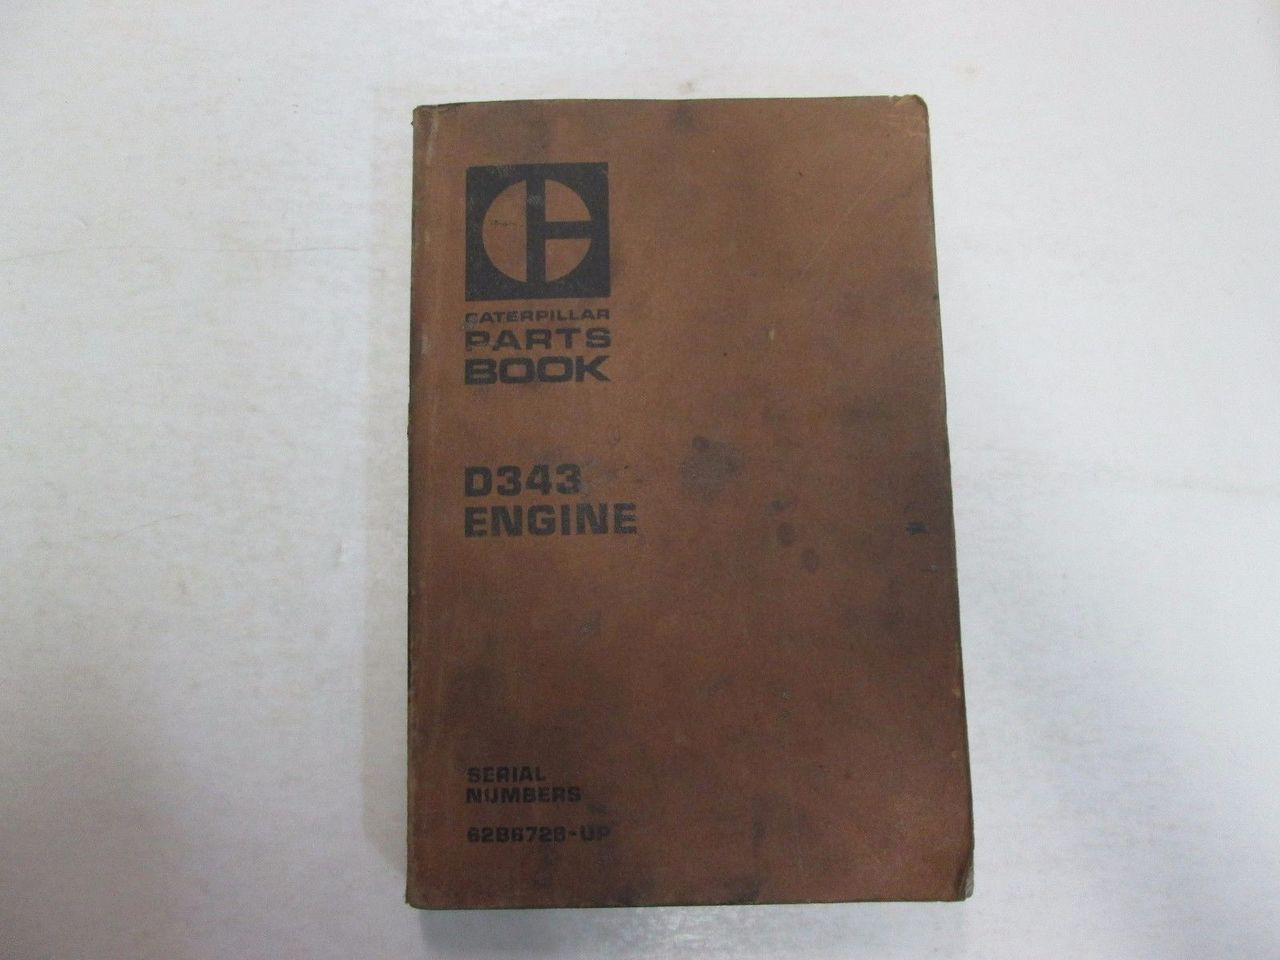 CATERPILLAR
PARTS
BOOK
D343
ENGINE
SERIAL
NUMBERS
62B6728-UP